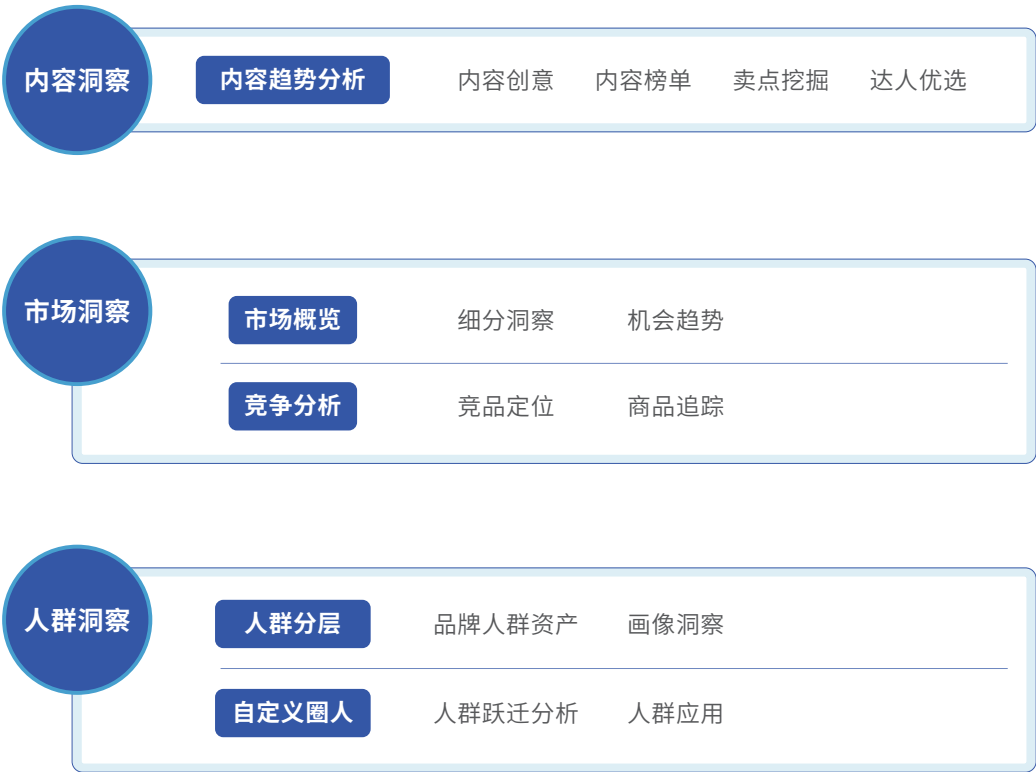 内容洞察
内容趋势分析 内容创意 内容榜单 卖点挖掘 达人优选
市场洞察
市场概览 细分洞察 机会趋势
竞争分析 竞品定位 商品追踪
人群洞察
人群分层 品牌人群资产 画像洞察
自定义圈人 人群跃迁分析 人群应用